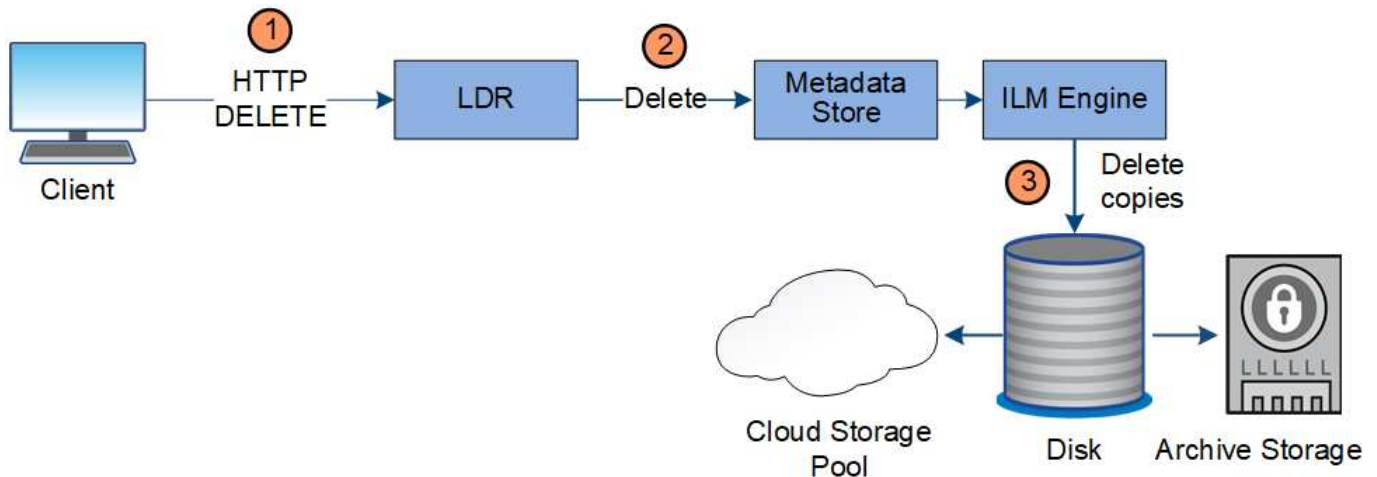 1
HTTP
DELETE
LDR
2
Delete
Metadata
Store
ILM Engine
Client
3
Delete
copies
LLLLLL
Cloud Storage
Pool
Disk
Archive Storage